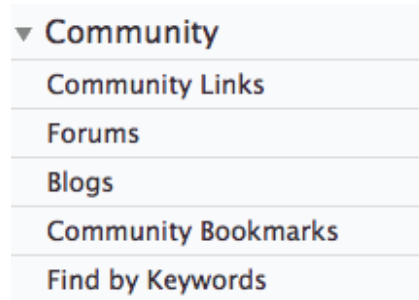 Community
Community Links
Forums
Blogs
Community Bookmarks
Find by Keywords